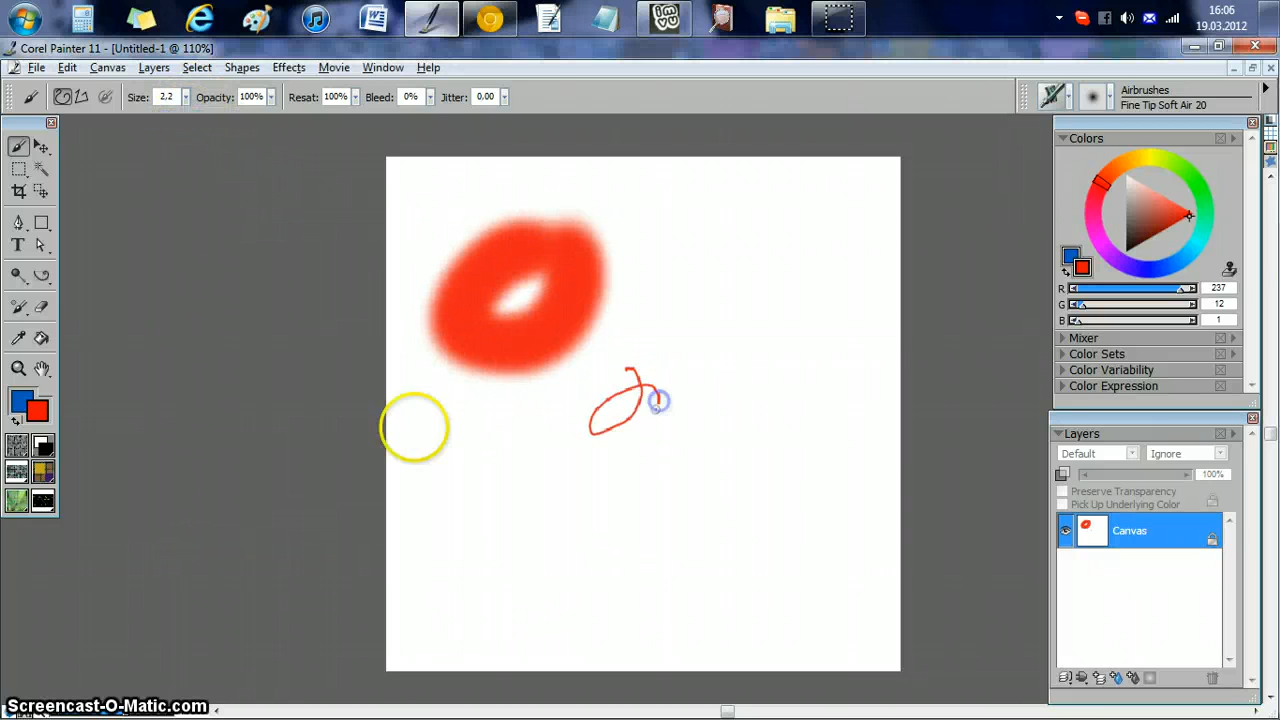 16:06
19.03.2012
Corel Painter 11 - [Untitled-1 @ 110%]
File Edit Canvas Layers Select Shapes Effects Movie Window Help
Size: 2,2 Opacity: 100% Resat: 100% Bleed: 0% Jitter: 0,00
Airbrushes
Fine Tip Soft Air 20
Colors
R 237
G 12
B 1
Mixer
Color Sets
Color Variability
Color Expression
Layers
Default Ignore
100%
Preserve Transparency
Pick Up Underlying Color
Canvas
imvu
T
Screencast-O-Matic.com